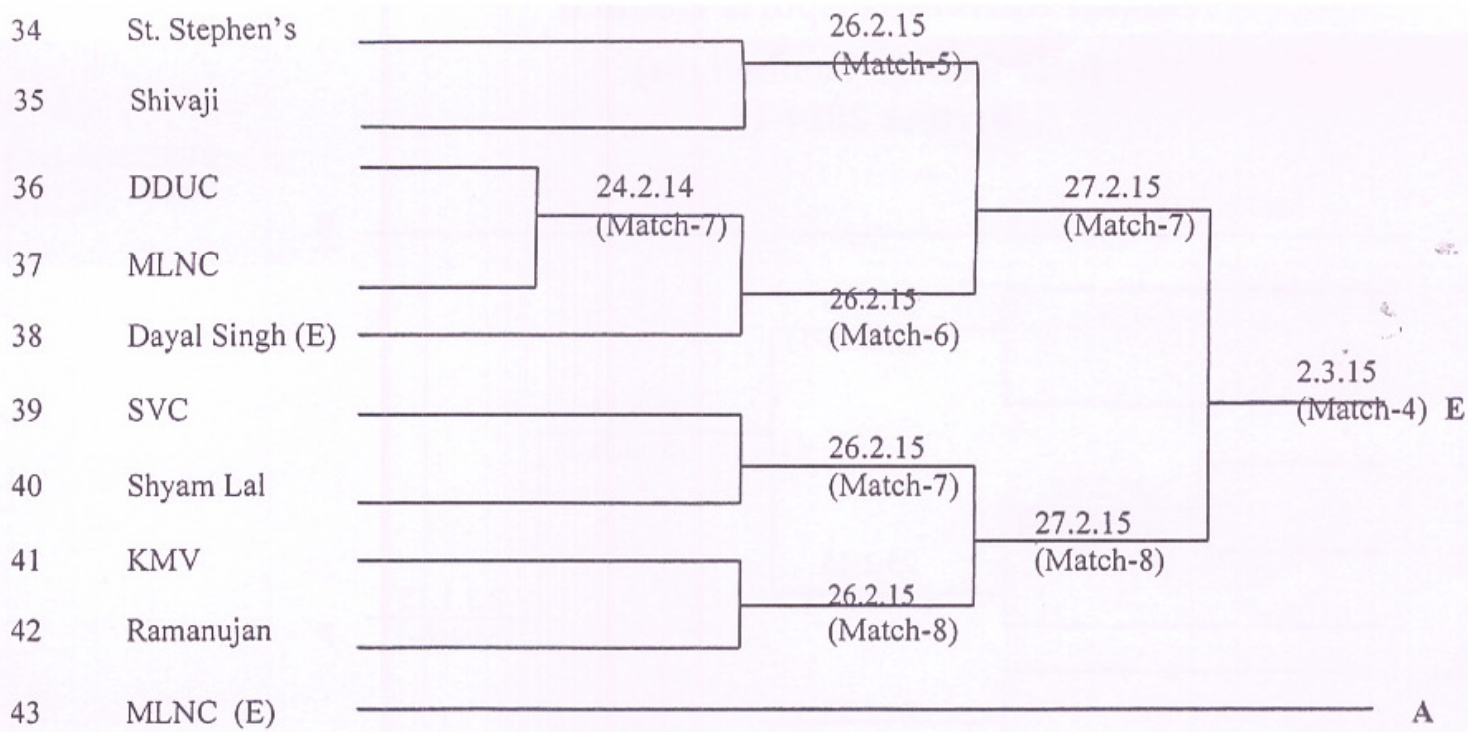 34 St. Stephen's 26.2.15
(Match-5)
35 Shivaji
36 DDUC 24.2.14 27.2.15
(Match-7) (Match-7)
37 MLNC
26.2.15
38 Dayal Singh (E) (Match-6)
2.3.15
39 SVC (Match-4) E
26.2.15
40 Shyam Lal (Match-7)
27.2.15
41 KMV (Match-8)
26.2.15
42 Ramanujan (Match-8)
43 MLNC (E) A